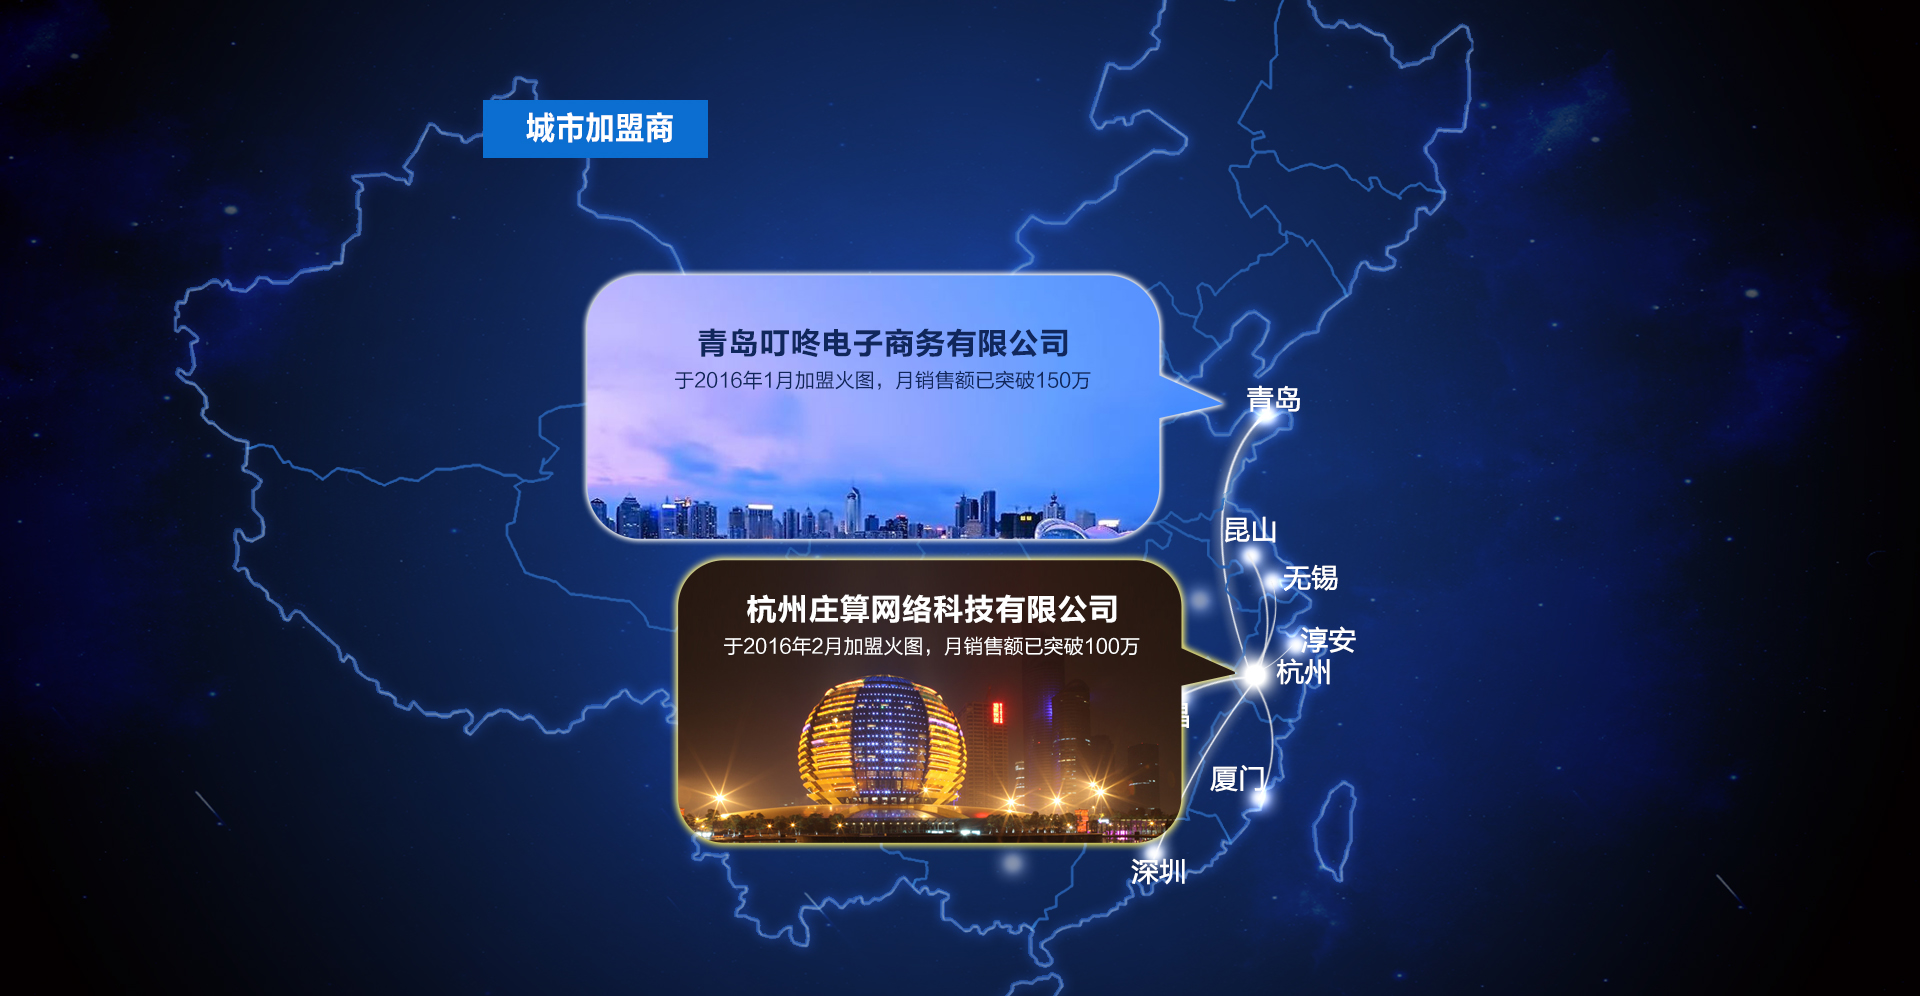 城市加盟商
青岛叮咚电子商务有限公司
于2016年1月加盟火图，月销售额已突破150万
青岛
昆山
无锡
杭州庄算网络科技有限公司
于2016年2月加盟火图，月销售额已突破100万
淳安
杭州
厦门
深圳